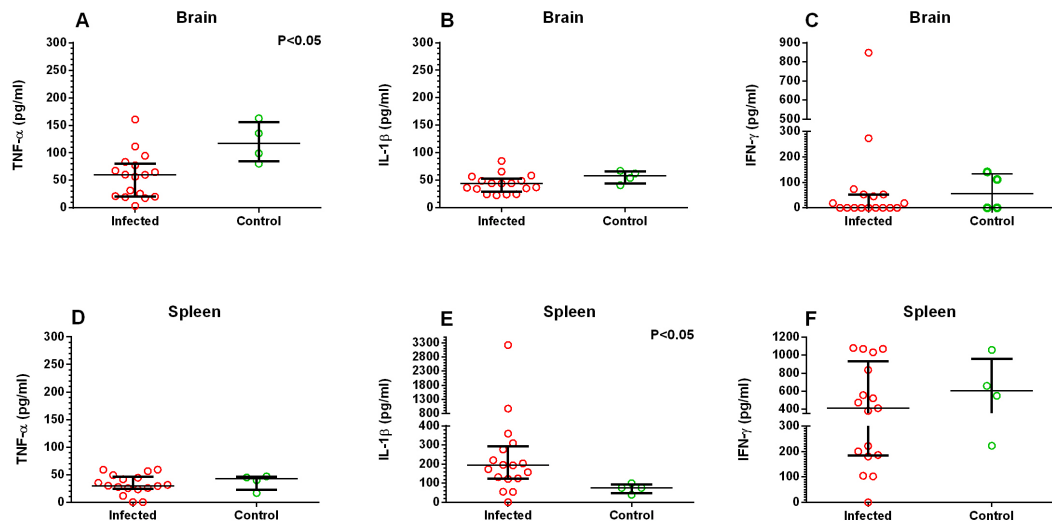 A Brain
TNF-α (pg/ml)
300
250
200
150
100
50
0
P<0.05
Infected Control
B Brain
IL-1β (pg/ml)
300
250
200
150
100
50
0
Infected Control
C Brain
IFN-γ (pg/ml)
900
800
700
600
500
300
200
100
0
Infected Control
D Spleen
TNF-α (pg/ml)
300
250
200
150
100
50
0
Infected Control
E Spleen
IL-1β (pg/ml)
3300
2800
2300
1800
1300
800
400
300
200
100
0
P<0.05
Infected Control
F Spleen
IFN-γ (pg/ml)
1200
1000
800
600
400
300
200
100
0
Infected Control